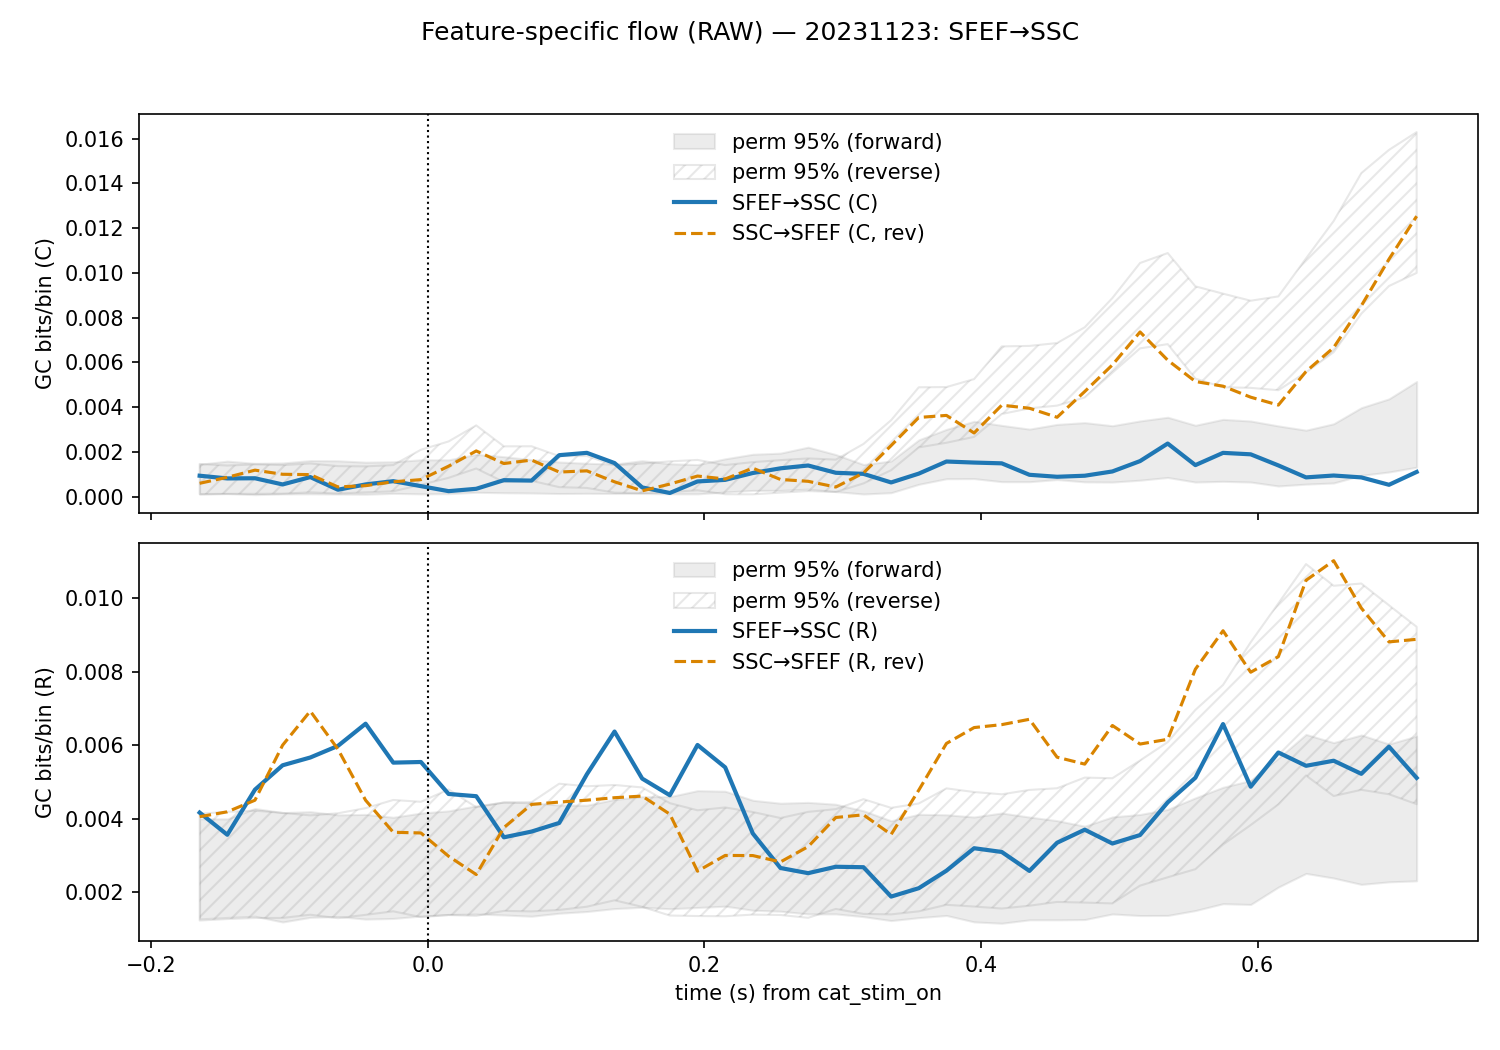 Feature-specific flow (RAW) — 20231123: SFEF→SSC
GC bits/bin (C)
0.016
0.014
0.012
0.010
0.008
0.006
0.004
0.002
0.000
perm 95% (forward)
perm 95% (reverse)
SFEF→SSC (C)
SSC→SFEF (C, rev)
GC bits/bin (R)
0.010
0.008
0.006
0.004
0.002
perm 95% (forward)
perm 95% (reverse)
SFEF→SSC (R)
SSC→SFEF (R, rev)
−0.2 0.0 0.2 0.4 0.6
time (s) from cat_stim_on